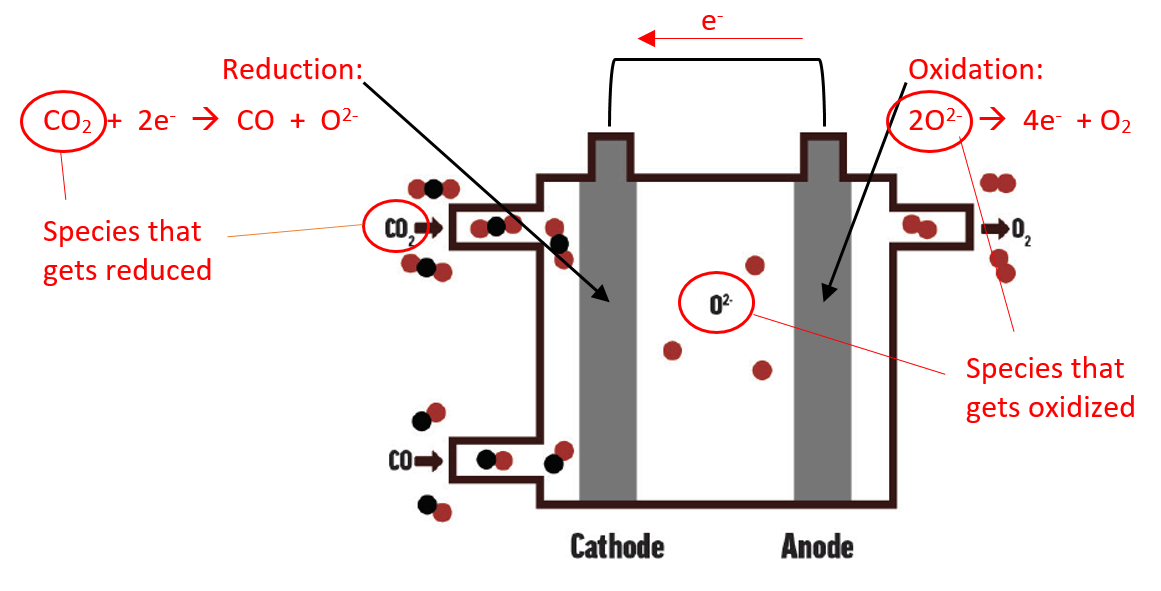 e⁻
Reduction:
Oxidation:
CO₂ + 2e⁻ → CO + O²⁻
2O²⁻ → 4e⁻ + O₂
CO₂
O₂
Species that
gets reduced
O²⁻
Species that
gets oxidized
CO
Cathode
Anode